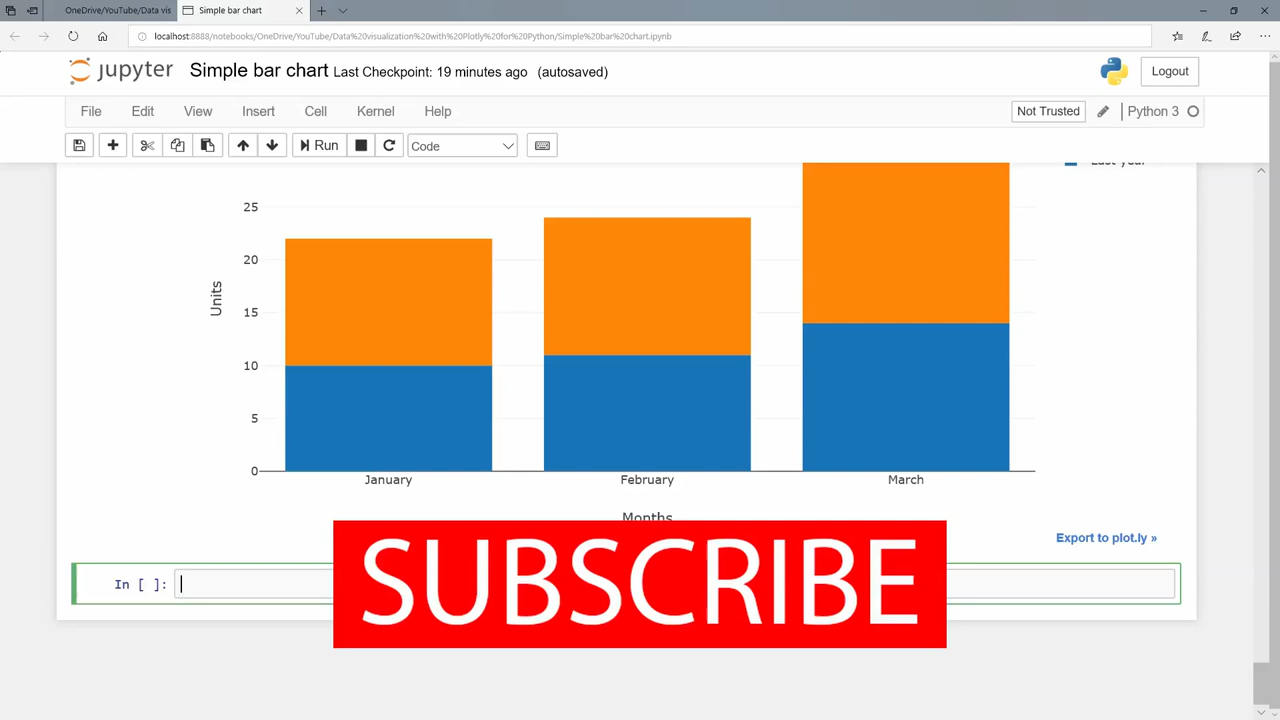 OneDrive/YouTube/Data vis
Simple bar chart
localhost:8888/notebooks/OneDrive/YouTube/Data%20visualization%20with%20Plotly%20for%20Python/Simple%20bar%20chart.ipynb
jupyter Simple bar chart Last Checkpoint: 19 minutes ago (autosaved)
Logout
File Edit View Insert Cell Kernel Help
Not Trusted Python 3
Run Code
Last year
25
20
15
10
5
0
Units
January February March
Months
Export to plot.ly »
In [ ]:
SUBSCRIBE